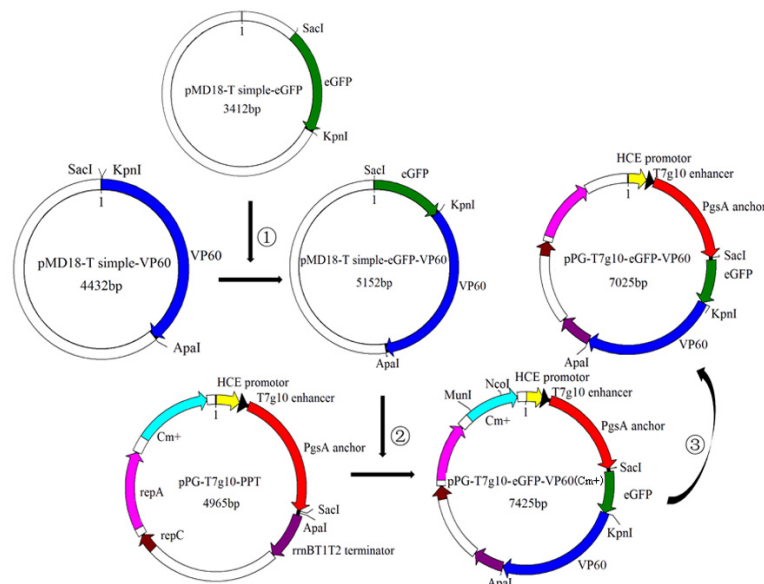 1
SacI
eGFP
pMD18-T simple-eGFP
3412bp
KpnI
SacI
KpnI
1
VP60
pMD18-T simple-VP60
4432bp
ApaI
①
SacI
eGFP
1
KpnI
pMD18-T simple-eGFP-VP60
5152bp
VP60
ApaI
HCE promotor
T7g10 enhancer
1
PgsA anchor
pPG-T7g10-eGFP-VP60
7025bp
SacI
eGFP
KpnI
ApaI
VP60
②
HCE promotor
T7g10 enhancer
1
Cm+
PgsA anchor
pPG-T7g10-PPT
4965bp
repA
SacI
ApaI
repC
rrnBT1T2 terminator
NcoI
HCE promotor
MunI
T7g10 enhancer
Cm+
1
PgsA anchor
SacI
pPG-T7g10-eGFP-VP60(Cm+)
7425bp
eGFP
KpnI
VP60
ApaI
③